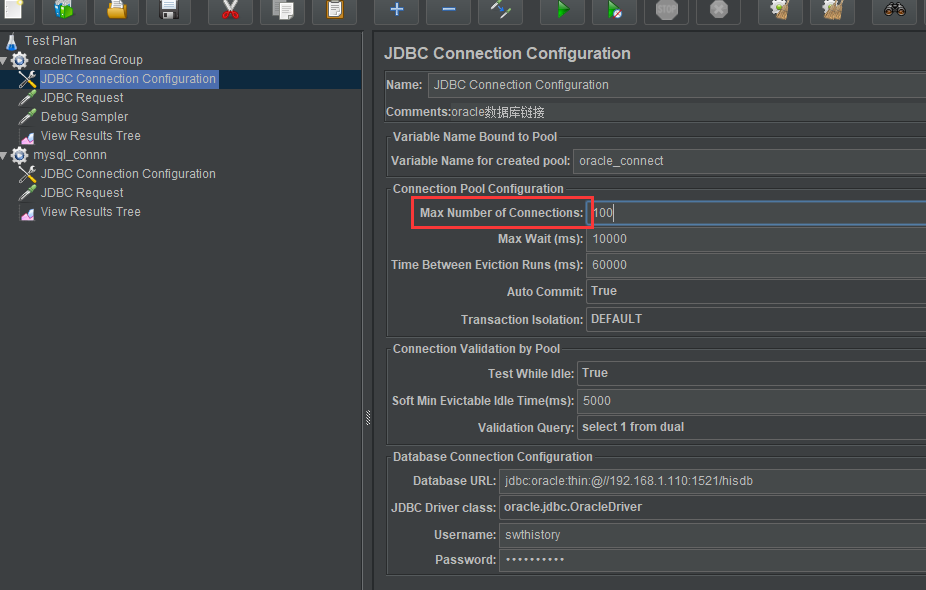 STOP
Test Plan
oracleThread Group
JDBC Connection Configuration
JDBC Request
Debug Sampler
View Results Tree
mysql_connn
JDBC Connection Configuration
JDBC Request
View Results Tree
JDBC Connection Configuration
Name: JDBC Connection Configuration
Comments:oracle数据库链接
Variable Name Bound to Pool
Variable Name for created pool: oracle_connect
Connection Pool Configuration
Max Number of Connections: 100
Max Wait (ms): 10000
Time Between Eviction Runs (ms): 60000
Auto Commit: True
Transaction Isolation: DEFAULT
Connection Validation by Pool
Test While Idle: True
Soft Min Evictable Idle Time(ms): 5000
Validation Query: select 1 from dual
Database Connection Configuration
Database URL: jdbc:oracle:thin:@//192.168.1.110:1521/hisdb
JDBC Driver class: oracle.jdbc.OracleDriver
Username: swthistory
Password: ••••••••••